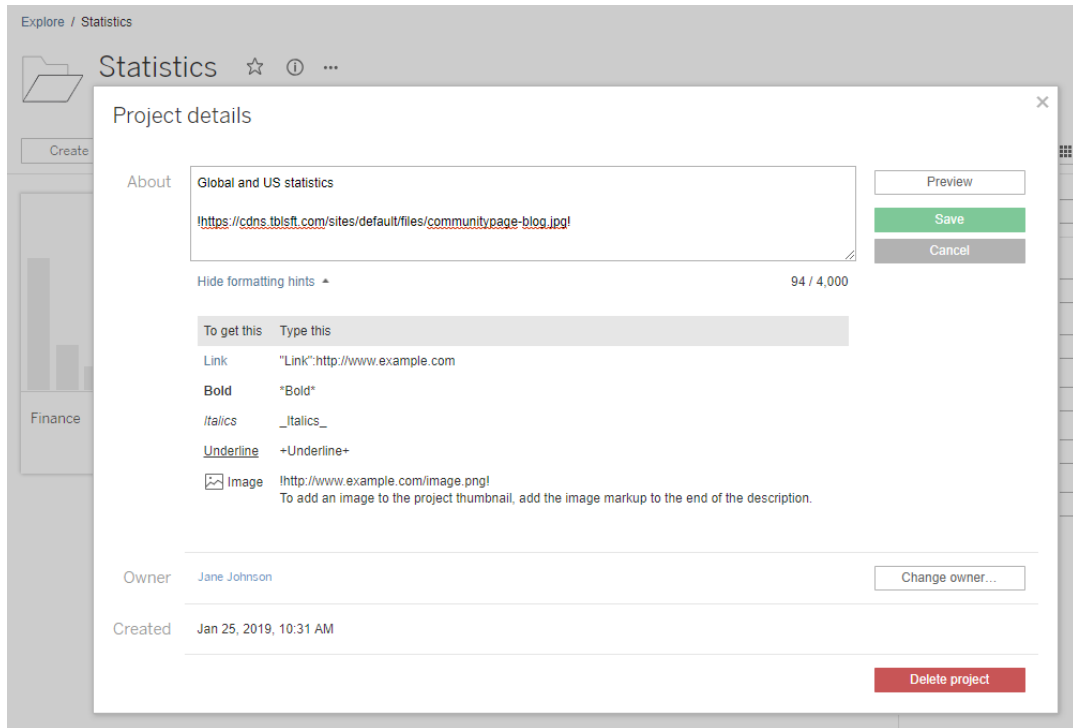 Explore / Statistics
Statistics
Project details
Create
About
Global and US statistics
!https://cdns.tblsft.com/sites/default/files/communitypage-blog.jpg!
Preview
Save
Cancel
Hide formatting hints
94 / 4,000
To get this Type this
Link "Link":http://www.example.com
Bold *Bold*
Italics _Italics_
Underline +Underline+
Image !http://www.example.com/image.png!
To add an image to the project thumbnail, add the image markup to the end of the description.
Finance
Owner Jane Johnson Change owner...
Created Jan 25, 2019, 10:31 AM
Delete project